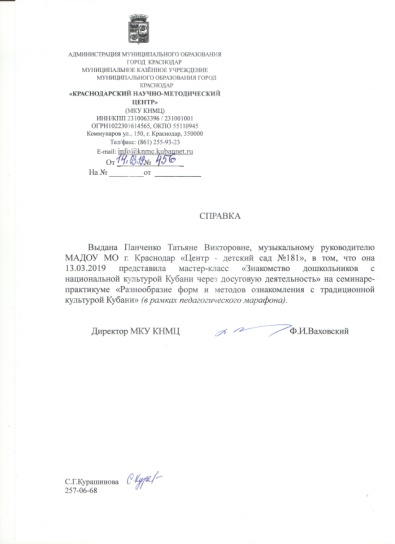 АДМИНИСТРАЦИЯ МУНИЦИПАЛЬНОГО ОБРАЗОВАНИЯ
ГОРОД КРАСНОДАР
МУНИЦИПАЛЬНОЕ КАЗЁННОЕ УЧРЕЖДЕНИЕ
МУНИЦИПАЛЬНОГО ОБРАЗОВАНИЯ ГОРОД
КРАСНОДАР
«КРАСНОДАРСКИЙ НАУЧНО-МЕТОДИЧЕСКИЙ
ЦЕНТР»
(МКУ КНМЦ)
ИНН/КПП 2310063396 / 231001001
ОГРН1022301614565, ОКПО 55110945
Коммунаров ул., 150, г. Краснодар, 350000
Тел/факс: (861) 255-93-23
E-mail: info@knmc.kubannet.ru
От 14.03.19 № 456
На № от
СПРАВКА
Выдана Панченко Татьяне Викторовне, музыкальному руководителю
МАДОУ МО г. Краснодар «Центр - детский сад №181», в том, что она
13.03.2019 представила мастер-класс «Знакомство дошкольников с
национальной культурой Кубани через досуговую деятельность» на семинаре-
практикуме «Разнообразие форм и методов ознакомления с традиционной
культурой Кубани» (в рамках педагогического марафона).
Директор МКУ КНМЦ Ф.И.Ваховский
С.Г.Курашинова
257-06-68